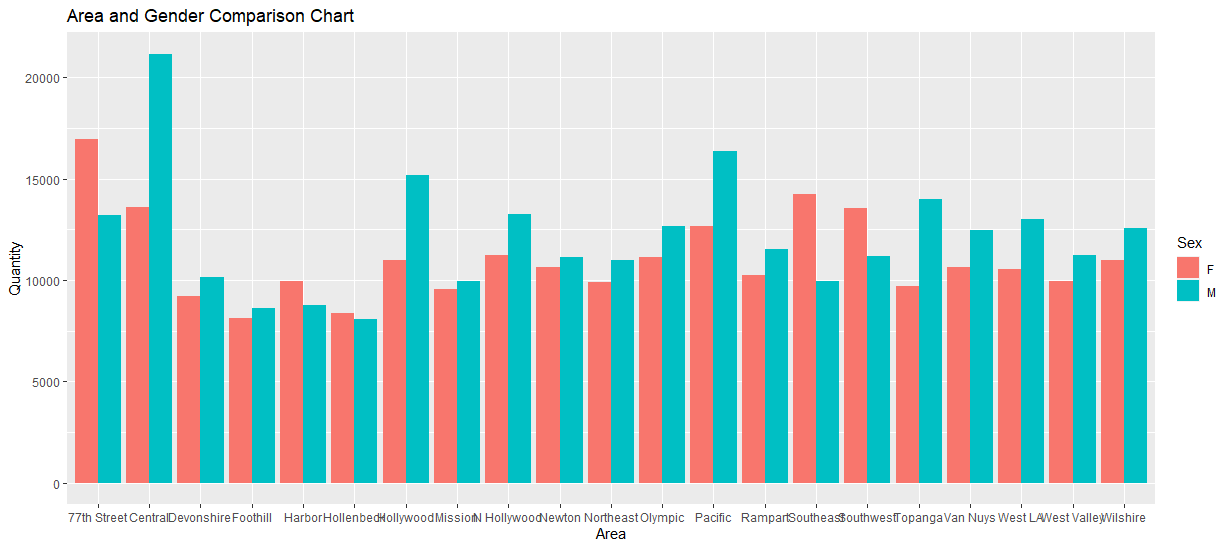 Area and Gender Comparison Chart
Quantity
20000
15000
10000
5000
0
77th Street Central Devonshire Foothill Harbor Hollenbeck Hollywood Mission N Hollywood Newton Northeast Olympic Pacific Rampart Southeast Southwest Topanga Van Nuys West LA West Valley Wilshire
Area
Sex
F
M